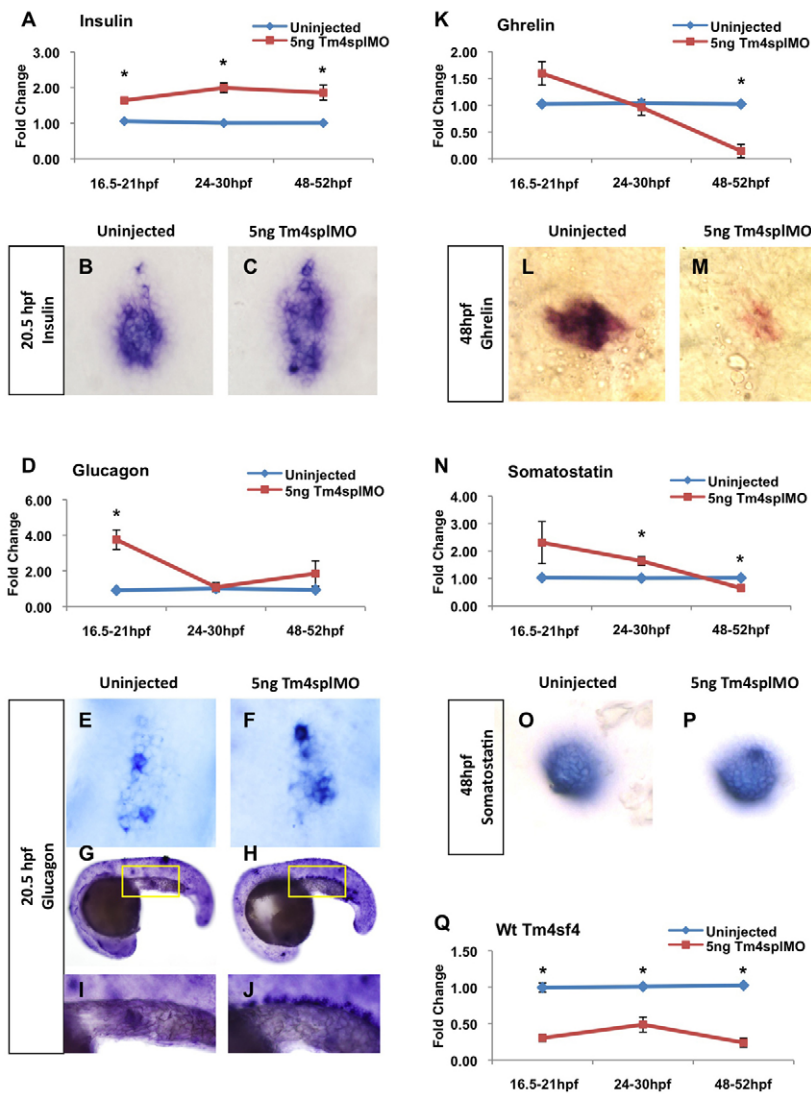 A
Insulin
Uninjected
5ng Tm4splMO
Fold Change
3.00
2.00
1.00
0.00
*
*
*
16.5-21hpf
24-30hpf
48-52hpf
Uninjected
5ng Tm4splMO
20.5 hpf
Insulin
B
C
D
Glucagon
Uninjected
5ng Tm4splMO
Fold Change
6.00
4.00
2.00
0.00
*
16.5-21hpf
24-30hpf
48-52hpf
Uninjected
5ng Tm4splMO
20.5 hpf
Glucagon
E
F
G
H
I
J
K
Ghrelin
Uninjected
5ng Tm4splMO
Fold Change
2.00
1.50
1.00
0.50
0.00
*
16.5-21hpf
24-30hpf
48-52hpf
Uninjected
5ng Tm4splMO
48hpf
Ghrelin
L
M
N
Somatostatin
Uninjected
5ng Tm4splMO
Fold Change
4.00
3.00
2.00
1.00
0.00
*
*
16.5-21hpf
24-30hpf
48-52hpf
Uninjected
5ng Tm4splMO
48hpf
Somatostatin
O
P
Q
Wt Tm4sf4
Uninjected
5ng Tm4splMO
Fold Change
1.50
1.00
0.50
0.00
*
*
*
16.5-21hpf
24-30hpf
48-52hpf